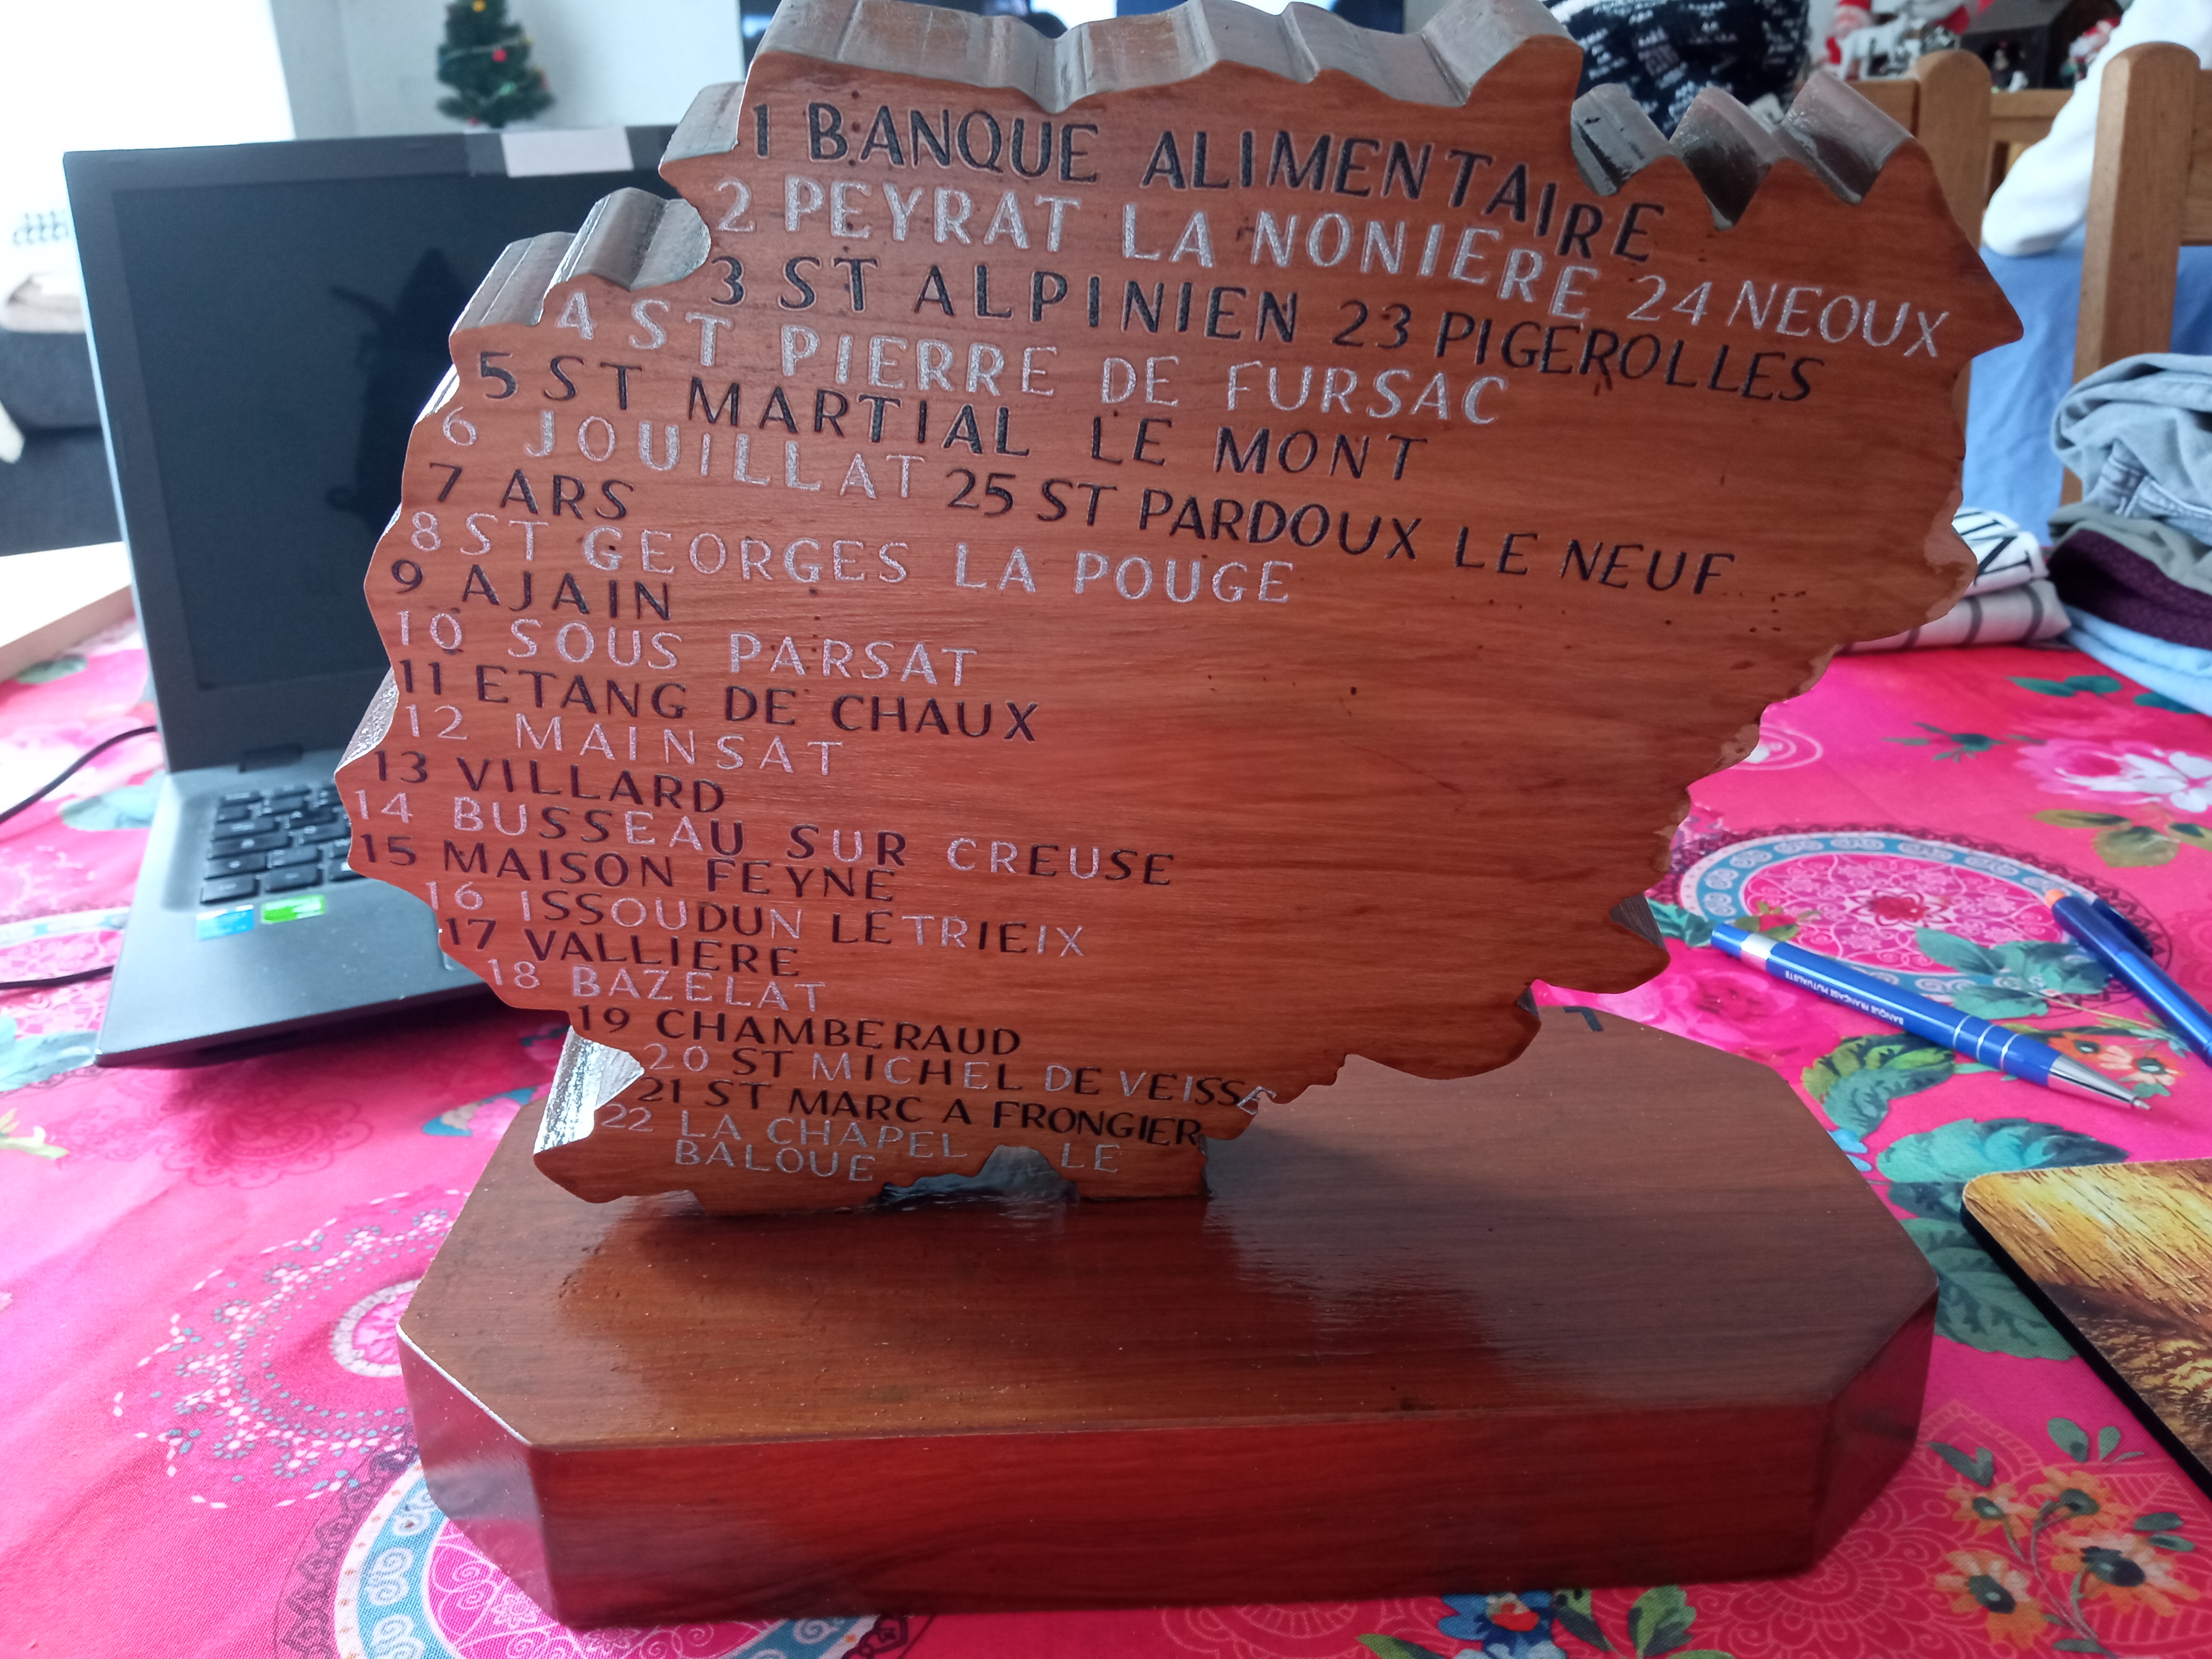 1 BANQUE ALIMENTAIRE
2 PEYRAT LA NONIERE 24 NEOUX
3 ST ALPINIEN 23 PIGEROLLES
4 ST PIERRE DE FURSAC
5 ST MARTIAL LE MONT
6 JOUILLAT 25 ST PARDOUX LE NEUF
7 ARS
8 ST GEORGES LA POUGE
9 AJAIN
10 SOUS PARSAT
11 ETANG DE CHAUX
12 MAINSAT
13 VILLARD
14 BUSSEAU SUR CREUSE
15 MAISON FEYNE
16 ISSOUDUN LETRIEIX
17 VALLIERE
18 BAZELAT
19 CHAMBERAUD
20 ST MICHEL DE VEISSE
21 ST MARC A FRONGIER
22 LA CHAPEL LE
BALOUE
BANQUE FRANÇAISE MUTUALISTE